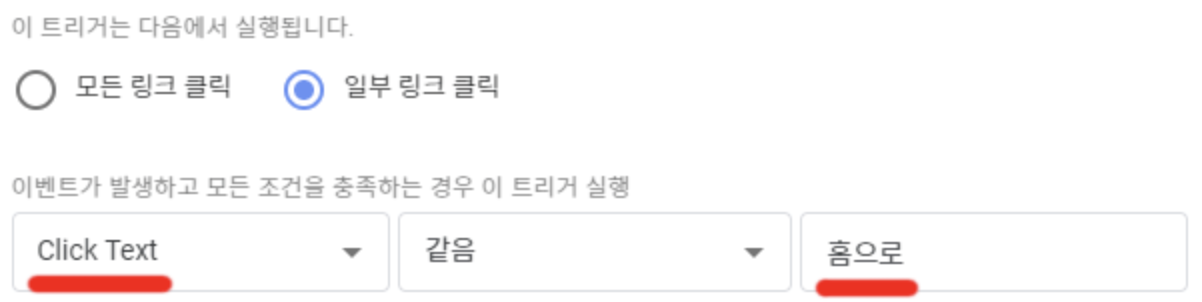 이 트리거는 다음에서 실행됩니다.
모든 링크 클릭 일부 링크 클릭
이벤트가 발생하고 모든 조건을 충족하는 경우 이 트리거 실행
Click Text 같음 홈으로